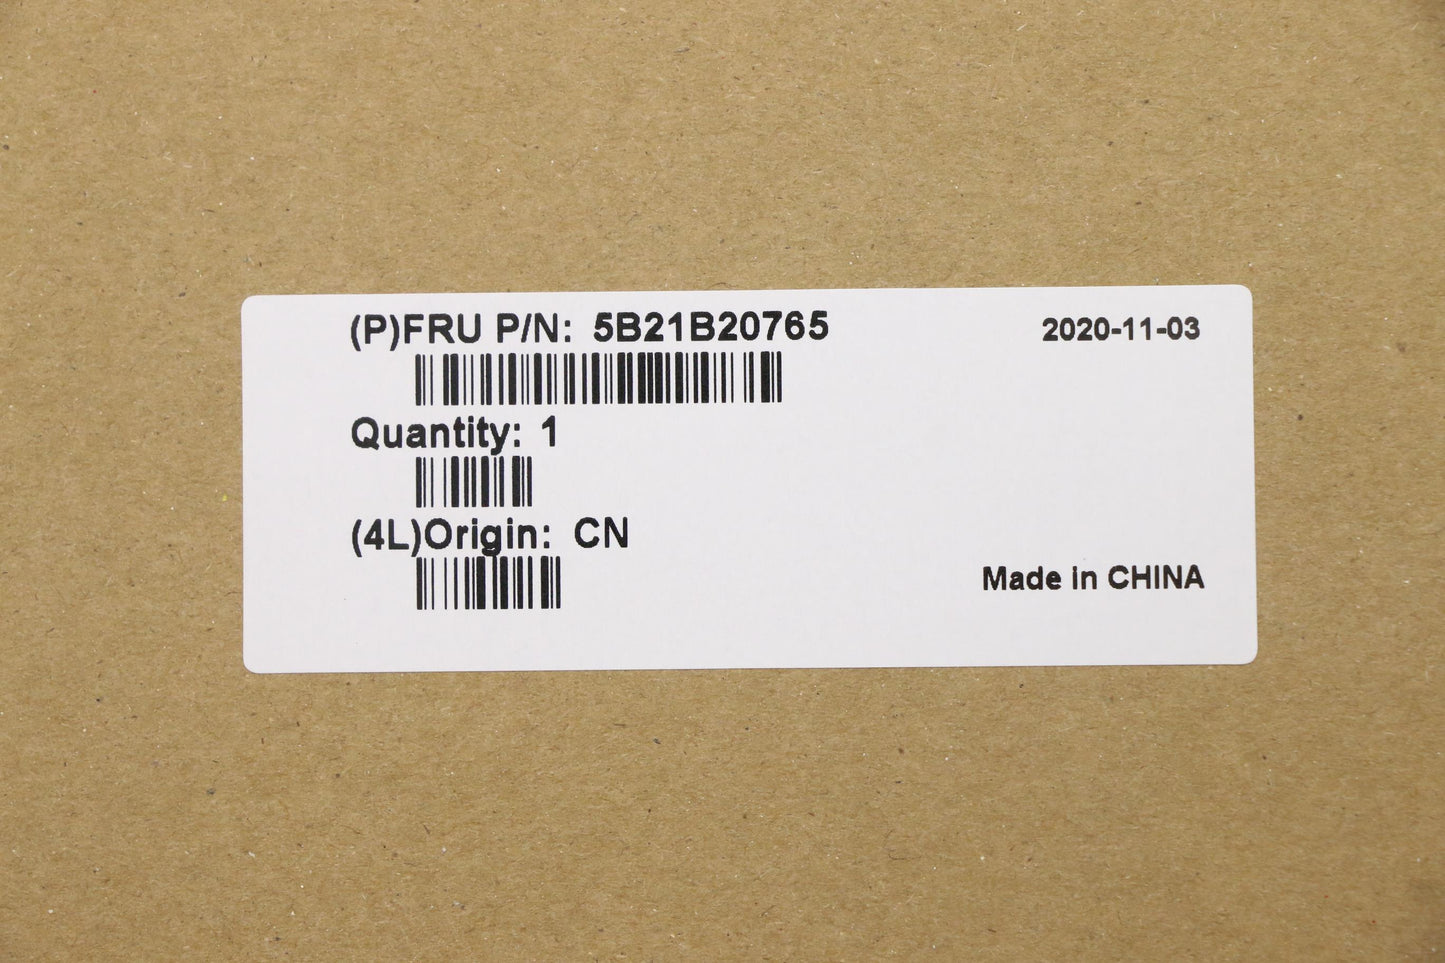 (P)FRU P/N: 5B21B20765
2020-11-03
Quantity: 1
(4L)Origin: CN
Made in CHINA